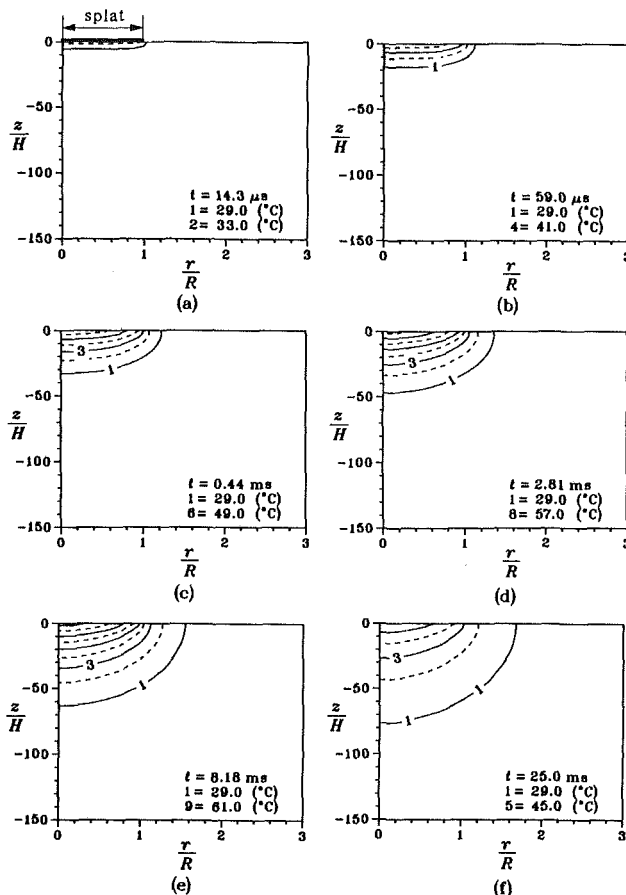 splat
0
-50
-100
-150
z
H
0 1 2 3
r
R
t = 14.3 μs
1= 29.0 (°C)
2= 33.0 (°C)
(a)
0
-50
-100
-150
z
H
1
0 1 2 3
r
R
t = 59.0 μs
1= 29.0 (°C)
4= 41.0 (°C)
(b)
0
-50
-100
-150
z
H
3
1
0 1 2 3
r
R
t = 0.44 ms
1= 29.0 (°C)
6= 49.0 (°C)
(c)
0
-50
-100
-150
z
H
3
1
0 1 2 3
r
R
t = 2.81 ms
1= 29.0 (°C)
8= 57.0 (°C)
(d)
0
-50
-100
-150
z
H
3
1
0 1 2 3
r
R
t = 8.18 ms
1= 29.0 (°C)
9= 61.0 (°C)
(e)
0
-50
-100
-150
z
H
3
1
1
0 1 2 3
r
R
t = 25.0 ms
1= 29.0 (°C)
5= 45.0 (°C)
(f)